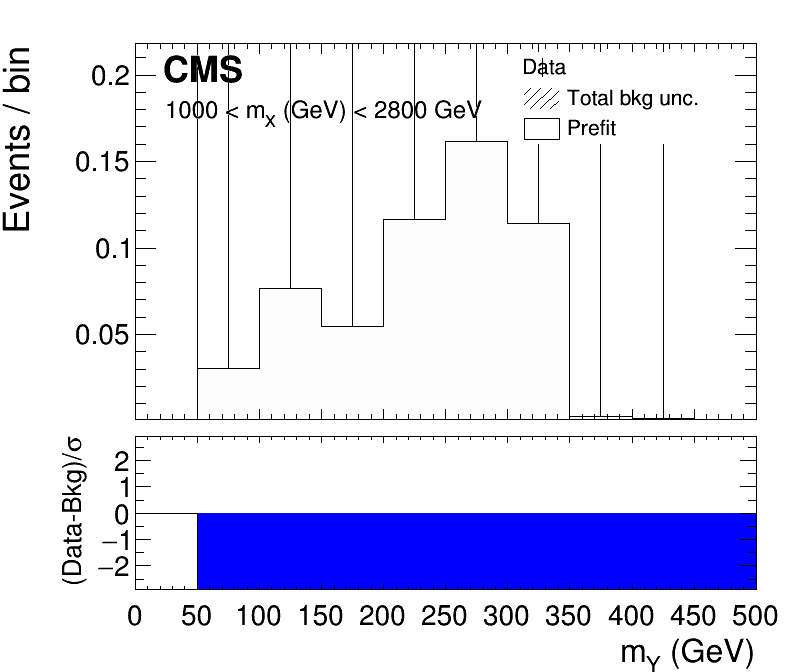 CMS
1000 < mX (GeV) < 2800 GeV
Data
Total bkg unc.
Prefit
Events / bin
0.2
0.15
0.1
0.05
(Data-Bkg)/σ
2
1
0
−1
−2
0 50 100 150 200 250 300 350 400 450 500
mY (GeV)